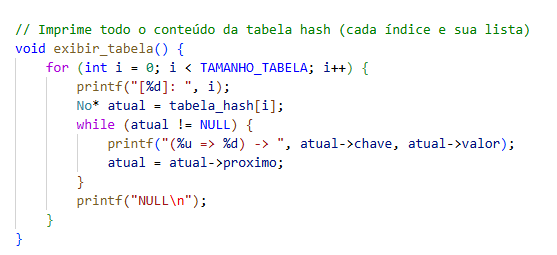 // Imprime todo o conteúdo da tabela hash (cada índice e sua lista)
void exibir_tabela() {
    for (int i = 0; i < TAMANHO_TABELA; i++) {
        printf("[%d]: ", i);
        No* atual = tabela_hash[i];
        while (atual != NULL) {
            printf("(%u => %d) -> ", atual->chave, atual->valor);
            atual = atual->proximo;
        }
        printf("NULL\n");
    }
}